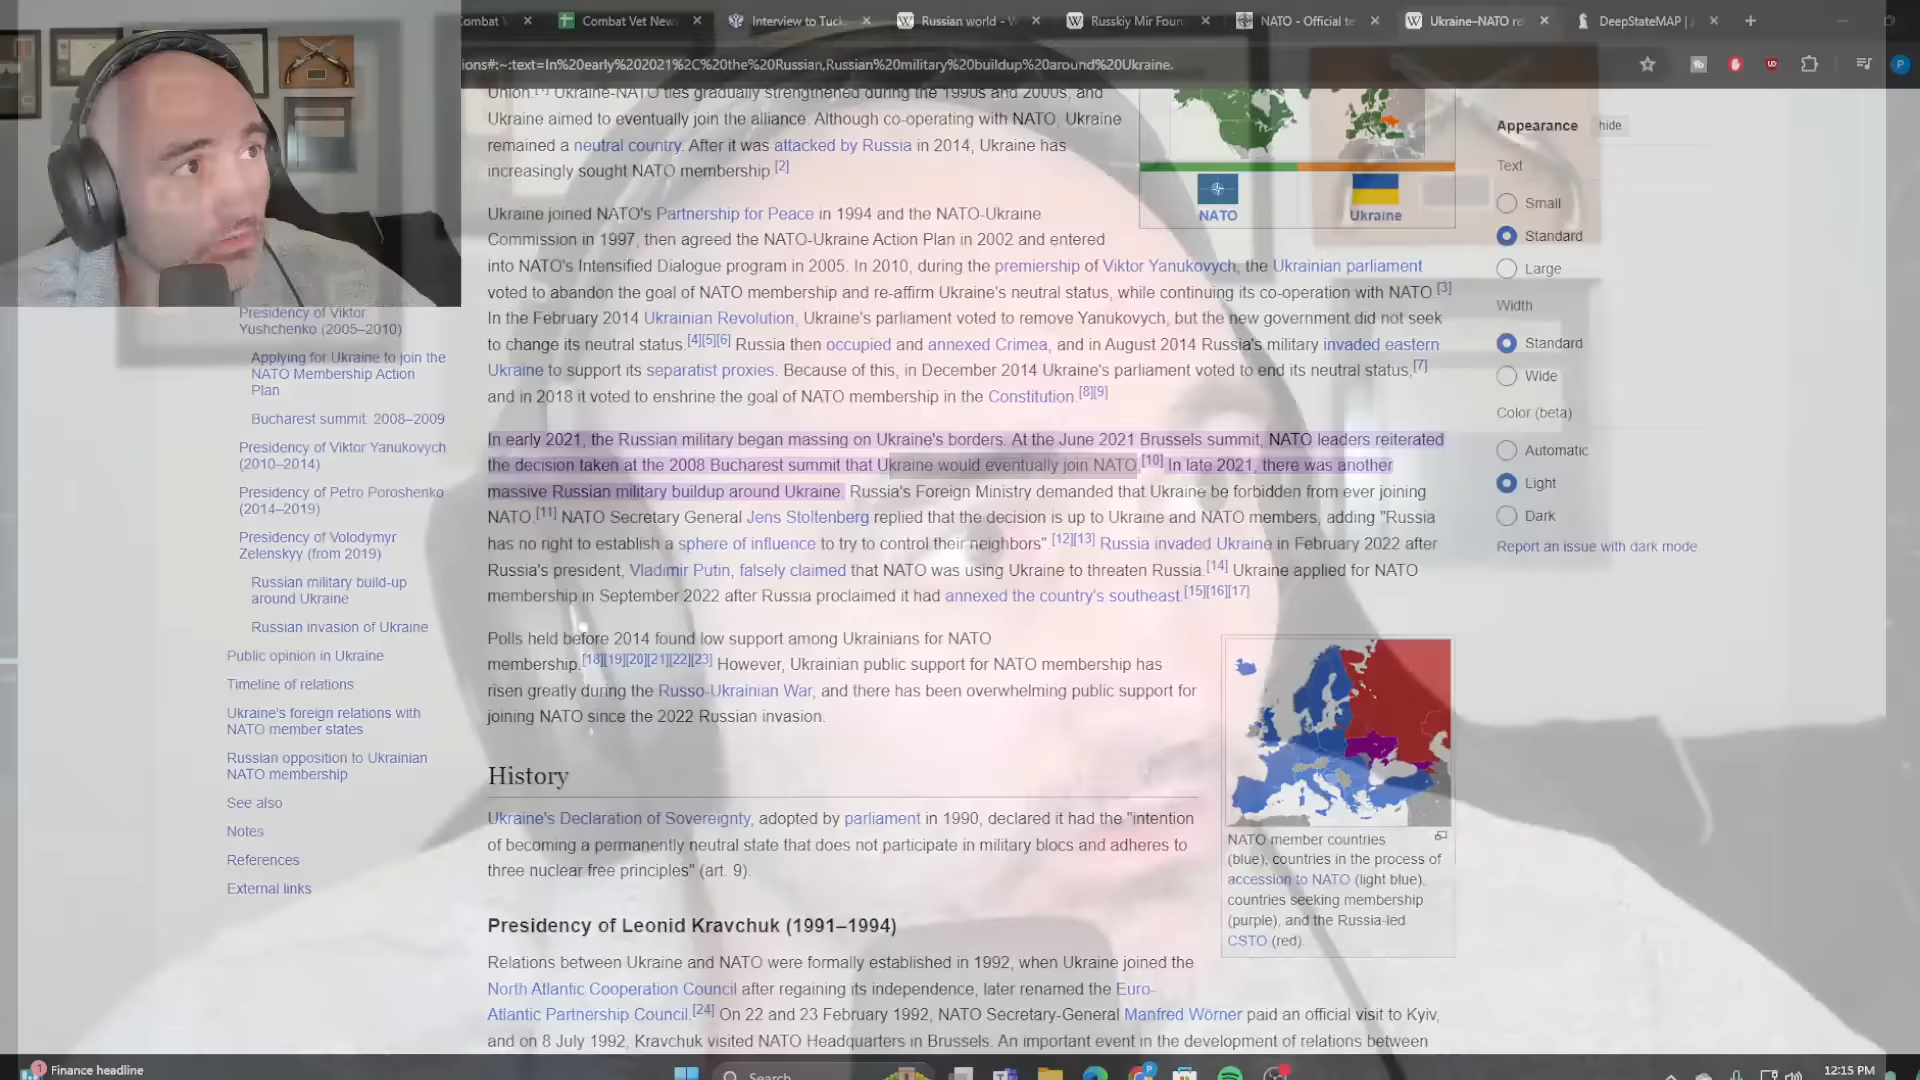 Combat V
Combat Vet News
Interview to Tuck
Russian world - W
Russkiy Mir Foun
NATO - Official te
Ukraine–NATO re
DeepStateMAP |
ions#:~:text=In%20early%202021%2C%20the%20Russian,Russian%20military%20buildup%20around%20Ukraine.
Union.[1] Ukraine-NATO ties gradually strengthened during the 1990s and 2000s, and
Ukraine aimed to eventually join the alliance. Although co-operating with NATO, Ukraine
remained a neutral country. After it was attacked by Russia in 2014, Ukraine has
increasingly sought NATO membership.[2]
NATO
Ukraine
Ukraine joined NATO's Partnership for Peace in 1994 and the NATO-Ukraine
Commission in 1997, then agreed the NATO-Ukraine Action Plan in 2002 and entered
into NATO's Intensified Dialogue program in 2005. In 2010, during the premiership of Viktor Yanukovych, the Ukrainian parliament
voted to abandon the goal of NATO membership and re-affirm Ukraine's neutral status, while continuing its co-operation with NATO.[3]
In the February 2014 Ukrainian Revolution, Ukraine's parliament voted to remove Yanukovych, but the new government did not seek
to change its neutral status.[4][5][6] Russia then occupied and annexed Crimea, and in August 2014 Russia's military invaded eastern
Ukraine to support its separatist proxies. Because of this, in December 2014 Ukraine's parliament voted to end its neutral status,[7]
and in 2018 it voted to enshrine the goal of NATO membership in the Constitution.[8][9]
In early 2021, the Russian military began massing on Ukraine's borders. At the June 2021 Brussels summit, NATO leaders reiterated
the decision taken at the 2008 Bucharest summit that Ukraine would eventually join NATO.[10] In late 2021, there was another
massive Russian military buildup around Ukraine. Russia's Foreign Ministry demanded that Ukraine be forbidden from ever joining
NATO.[11] NATO Secretary General Jens Stoltenberg replied that the decision is up to Ukraine and NATO members, adding "Russia
has no right to establish a sphere of influence to try to control their neighbors".[12][13] Russia invaded Ukraine in February 2022 after
Russia's president, Vladimir Putin, falsely claimed that NATO was using Ukraine to threaten Russia.[14] Ukraine applied for NATO
membership in September 2022 after Russia proclaimed it had annexed the country's southeast.[15][16][17]
Polls held before 2014 found low support among Ukrainians for NATO
membership.[18][19][20][21][22][23] However, Ukrainian public support for NATO membership has
risen greatly during the Russo-Ukrainian War, and there has been overwhelming public support for
joining NATO since the 2022 Russian invasion.
History
Ukraine's Declaration of Sovereignty, adopted by parliament in 1990, declared it had the "intention
of becoming a permanently neutral state that does not participate in military blocs and adheres to
three nuclear free principles" (art. 9).
Presidency of Leonid Kravchuk (1991–1994)
Relations between Ukraine and NATO were formally established in 1992, when Ukraine joined the
North Atlantic Cooperation Council after regaining its independence, later renamed the Euro-
Atlantic Partnership Council.[24] On 22 and 23 February 1992, NATO Secretary-General Manfred Wörner paid an official visit to Kyiv,
and on 8 July 1992, Kravchuk visited NATO Headquarters in Brussels. An important event in the development of relations between
NATO member countries
(blue), countries in the process of
accession to NATO (light blue),
countries seeking membership
(purple), and the Russia-led
CSTO (red).
Presidency of Viktor
Yushchenko (2005–2010)
Applying for Ukraine to join the
NATO Membership Action
Plan
Bucharest summit: 2008–2009
Presidency of Viktor Yanukovych
(2010–2014)
Presidency of Petro Poroshenko
(2014–2019)
Presidency of Volodymyr
Zelenskyy (from 2019)
Russian military build-up
around Ukraine
Russian invasion of Ukraine
Public opinion in Ukraine
Timeline of relations
Ukraine's foreign relations with
NATO member states
Russian opposition to Ukrainian
NATO membership
See also
Notes
References
External links
Appearance hide
Text
Small
Standard
Large
Width
Standard
Wide
Color (beta)
Automatic
Light
Dark
Report an issue with dark mode
1
Finance headline
Search
12:15 PM